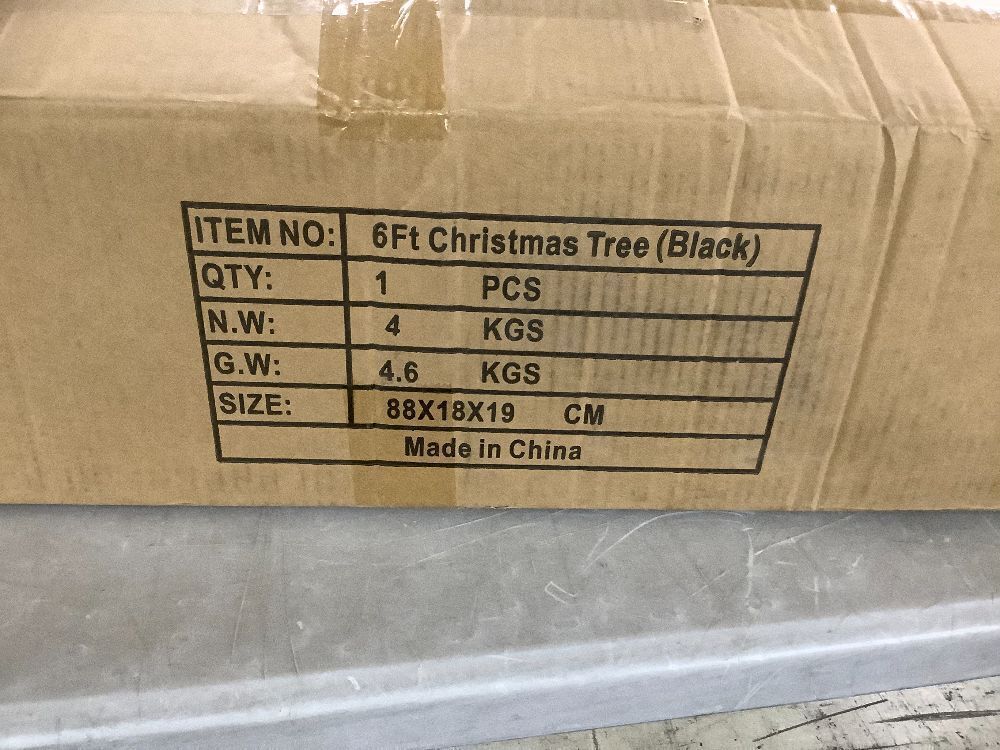 ITEM NO: 6Ft Christmas Tree (Black)
QTY: 1 PCS
N.W: 4 KGS
G.W: 4.6 KGS
SIZE: 88X18X19 CM
Made in China